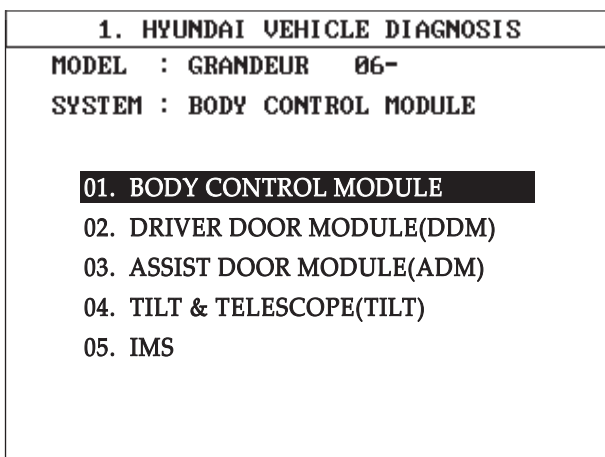 1. HYUNDAI VEHICLE DIAGNOSIS
MODEL : GRANDEUR 06-
SYSTEM : BODY CONTROL MODULE
01. BODY CONTROL MODULE
02. DRIVER DOOR MODULE(DDM)
03. ASSIST DOOR MODULE(ADM)
04. TILT & TELESCOPE(TILT)
05. IMS